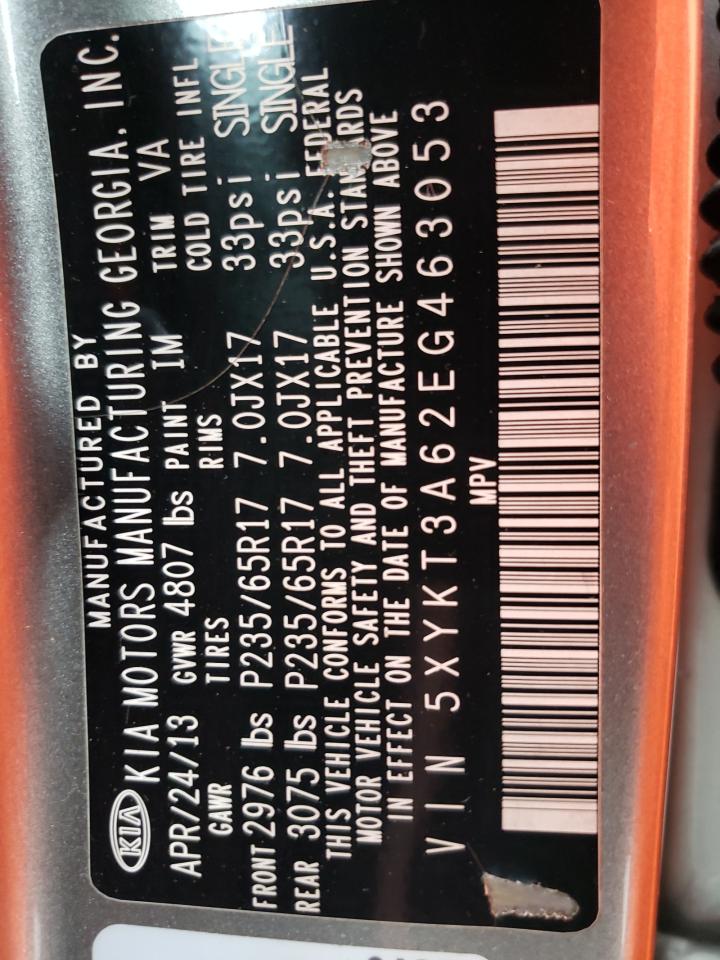 MANUFACTURED BY
KIA KIA MOTORS MANUFACTURING GEORGIA, INC.
APR/24/13 GVWR 4807 lbs PAINT IM TRIM VA
GAWR TIRES RIMS COLD TIRE INFL
FRONT 2976 lbs P235/65R17 7.0JX17 33psi SINGLE
REAR 3075 lbs P235/65R17 7.0JX17 33psi SINGLE
THIS VEHICLE CONFORMS TO ALL APPLICABLE U.S.A. FEDERAL
MOTOR VEHICLE SAFETY AND THEFT PREVENTION STANDARDS
IN EFFECT ON THE DATE OF MANUFACTURE SHOWN ABOVE
VIN 5XYKT3A62EG463053
MPV